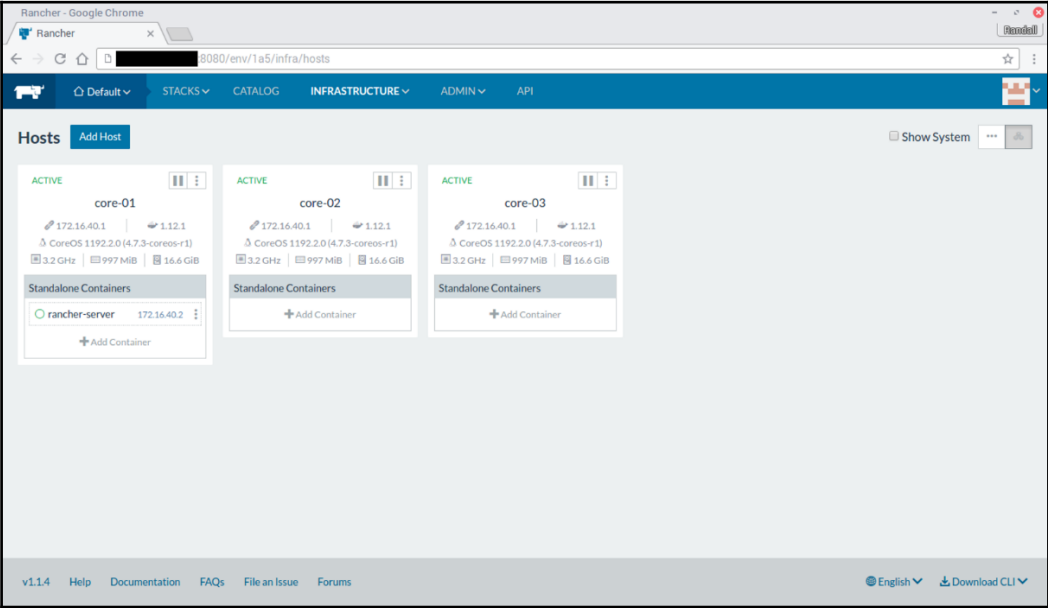 Rancher - Google Chrome
Rancher
Randall
:8080/env/1a5/infra/hosts
Default STACKS CATALOG INFRASTRUCTURE ADMIN API
Hosts Add Host Show System
ACTIVE ACTIVE ACTIVE
core-01 core-02 core-03
172.16.40.1 1.12.1 172.16.40.1 1.12.1 172.16.40.1 1.12.1
CoreOS 1192.2.0 (4.7.3-coreos-r1) CoreOS 1192.2.0 (4.7.3-coreos-r1) CoreOS 1192.2.0 (4.7.3-coreos-r1)
3.2 GHz 997 MiB 16.6 GiB 3.2 GHz 997 MiB 16.6 GiB 3.2 GHz 997 MiB 16.6 GiB
Standalone Containers Standalone Containers Standalone Containers
rancher-server 172.16.40.2 Add Container Add Container
Add Container
v1.1.4 Help Documentation FAQs File an Issue Forums English Download CLI